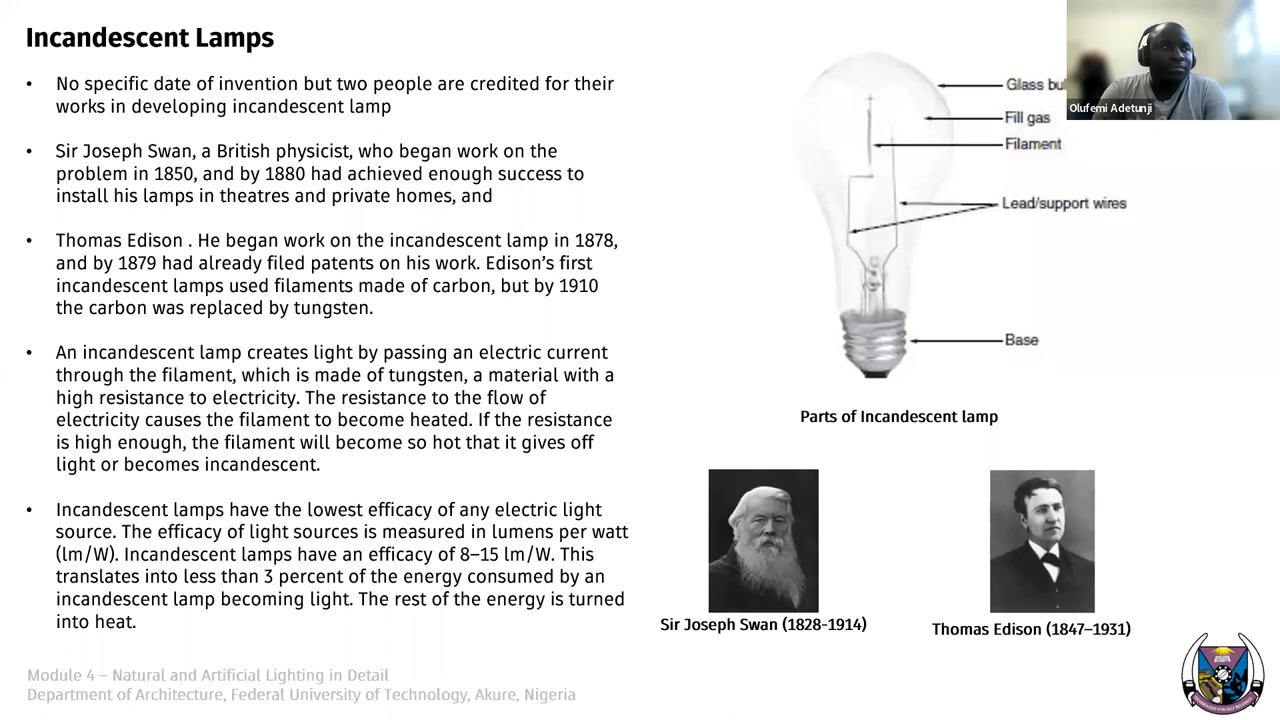 Incandescent Lamps
• No specific date of invention but two people are credited for their
works in developing incandescent lamp
• Sir Joseph Swan, a British physicist, who began work on the
problem in 1850, and by 1880 had achieved enough success to
install his lamps in theatres and private homes, and
• Thomas Edison . He began work on the incandescent lamp in 1878,
and by 1879 had already filed patents on his work. Edison’s first
incandescent lamps used filaments made of carbon, but by 1910
the carbon was replaced by tungsten.
• An incandescent lamp creates light by passing an electric current
through the filament, which is made of tungsten, a material with a
high resistance to electricity. The resistance to the flow of
electricity causes the filament to become heated. If the resistance
is high enough, the filament will become so hot that it gives off
light or becomes incandescent.
• Incandescent lamps have the lowest efficacy of any electric light
source. The efficacy of light sources is measured in lumens per watt
(lm/W). Incandescent lamps have an efficacy of 8–15 lm/W. This
translates into less than 3 percent of the energy consumed by an
incandescent lamp becoming light. The rest of the energy is turned
into heat.
Module 4 – Natural and Artificial Lighting in Detail
Department of Architecture, Federal University of Technology, Akure, Nigeria
Glass bu
Fill gas
Filament
Lead/support wires
Base
Parts of Incandescent lamp
Sir Joseph Swan (1828-1914)
Thomas Edison (1847–1931)
Olufemi Adetunji